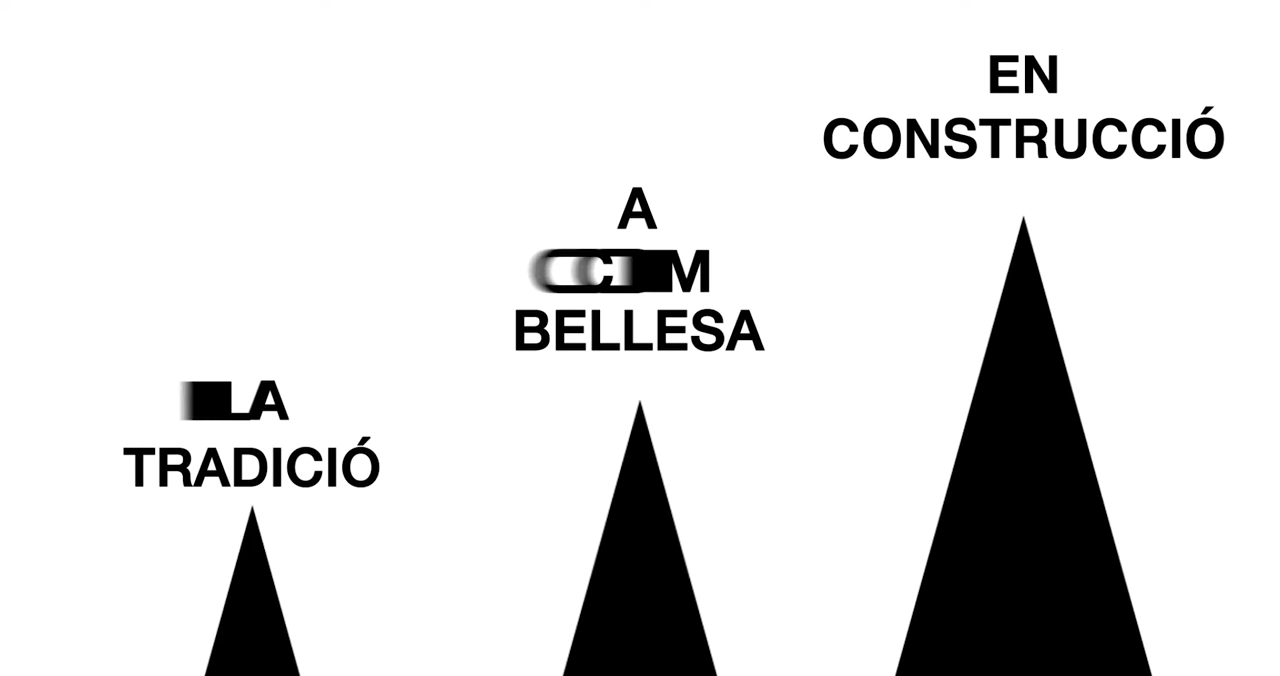 LA
TRADICIÓ
A
BELLESA
EN
CONSTRUCCIÓ